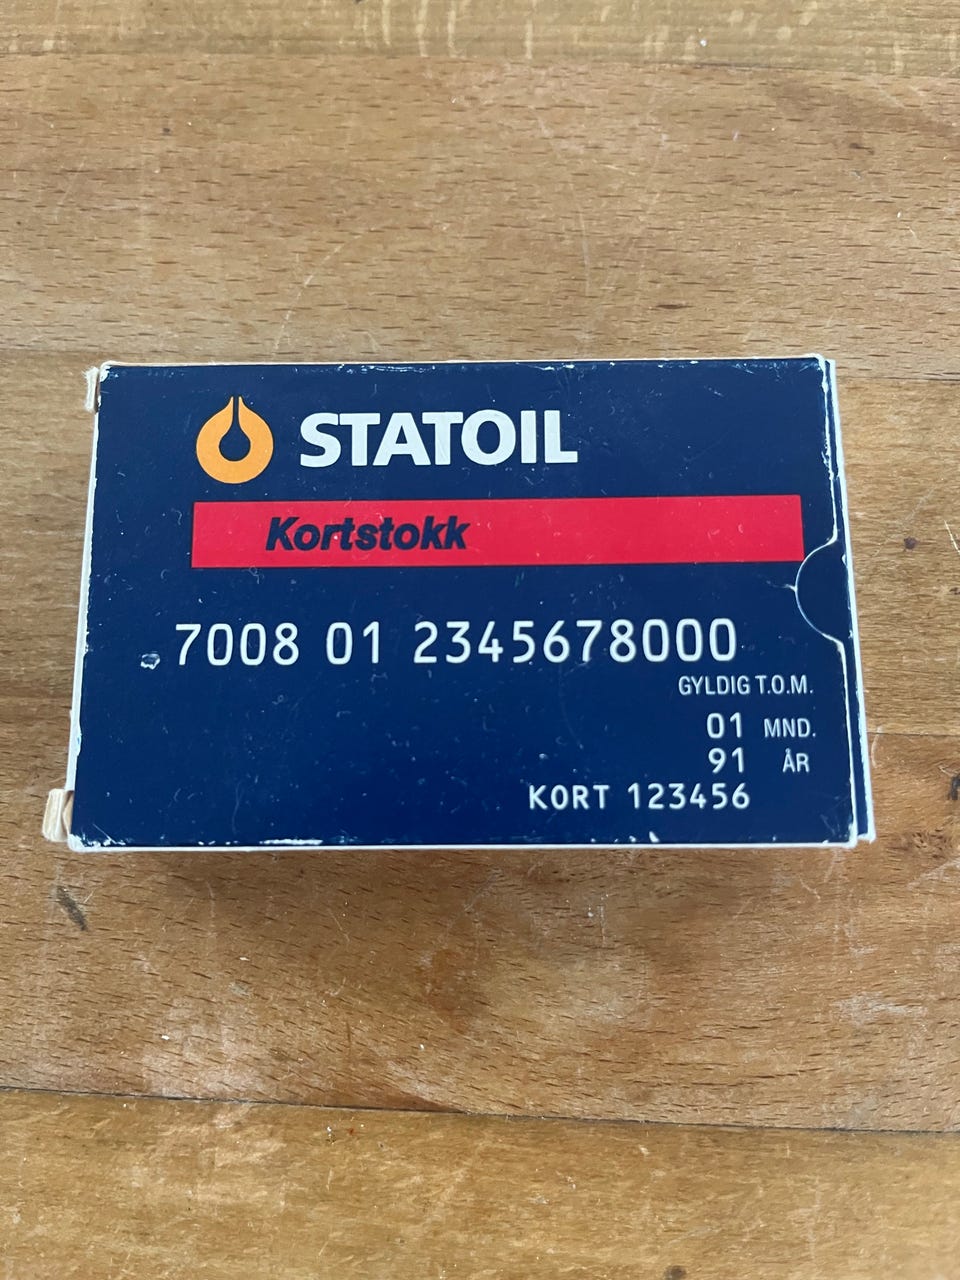 STATOIL
Kortstokk
7008 01 2345678000
GYLDIG T.O.M.
01 MND.
91 ÅR
KORT 123456